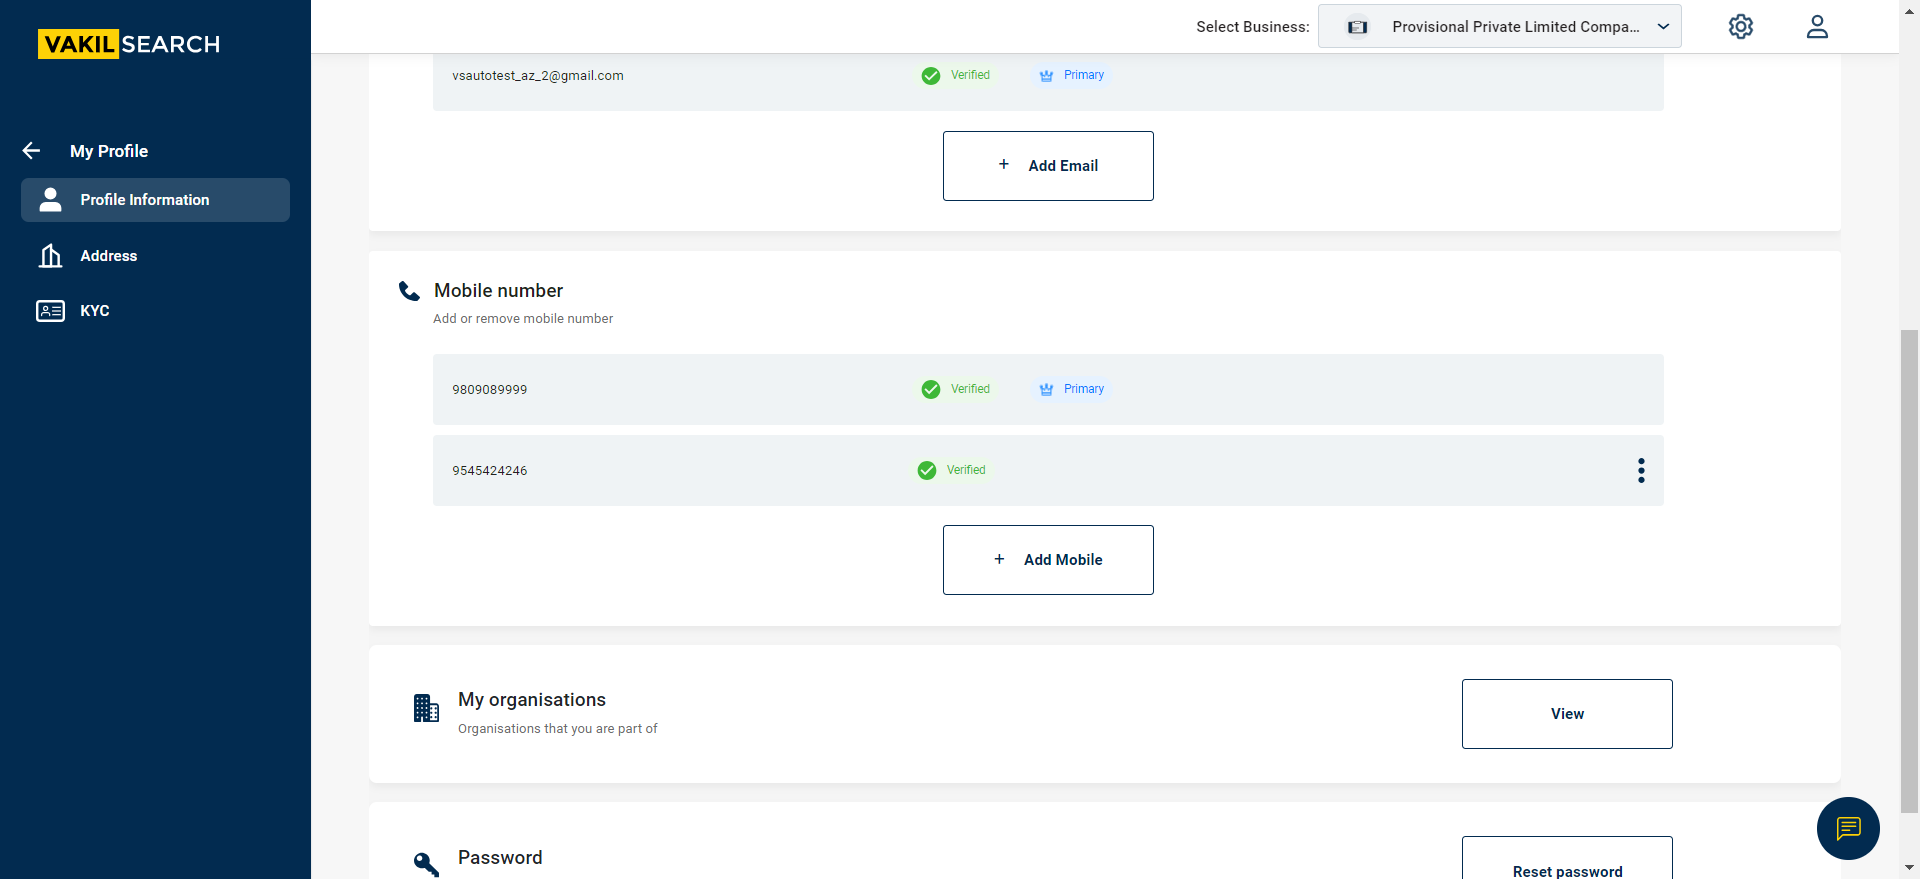 VAKILSEARCH
Select Business: Provisional Private Limited Compa...
My Profile
Profile Information
Address
KYC
vsautotest_az_2@gmail.com Verified Primary
+ Add Email
Mobile number
Add or remove mobile number
9809089999 Verified Primary
9545424246 Verified
+ Add Mobile
My organisations
Organisations that you are part of
View
Password
Reset password